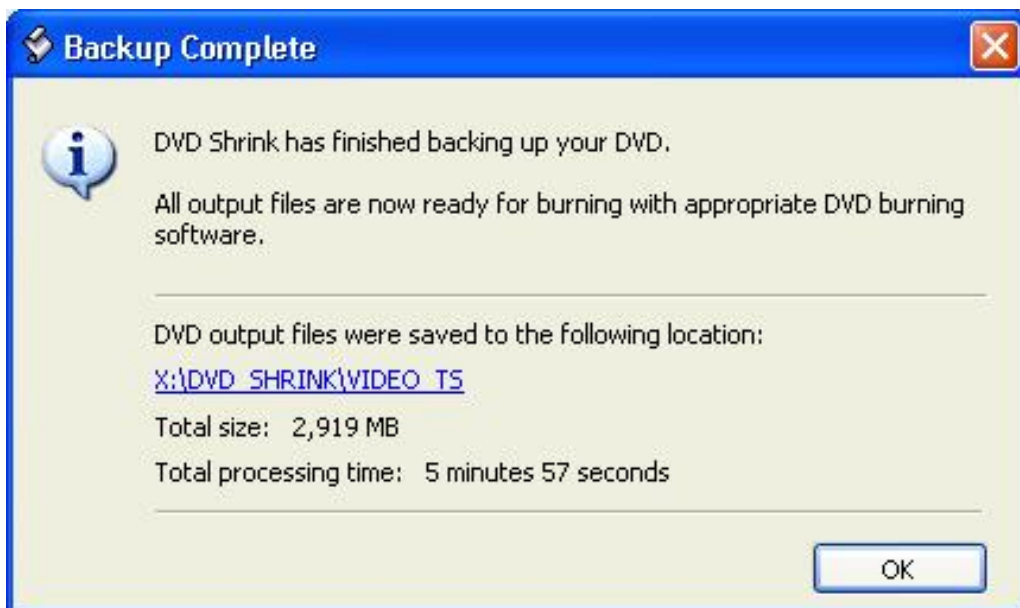 Backup Complete
DVD Shrink has finished backing up your DVD.
All output files are now ready for burning with appropriate DVD burning
software.
DVD output files were saved to the following location:
X:\DVD_SHRINK\VIDEO_TS
Total size: 2,919 MB
Total processing time: 5 minutes 57 seconds
OK